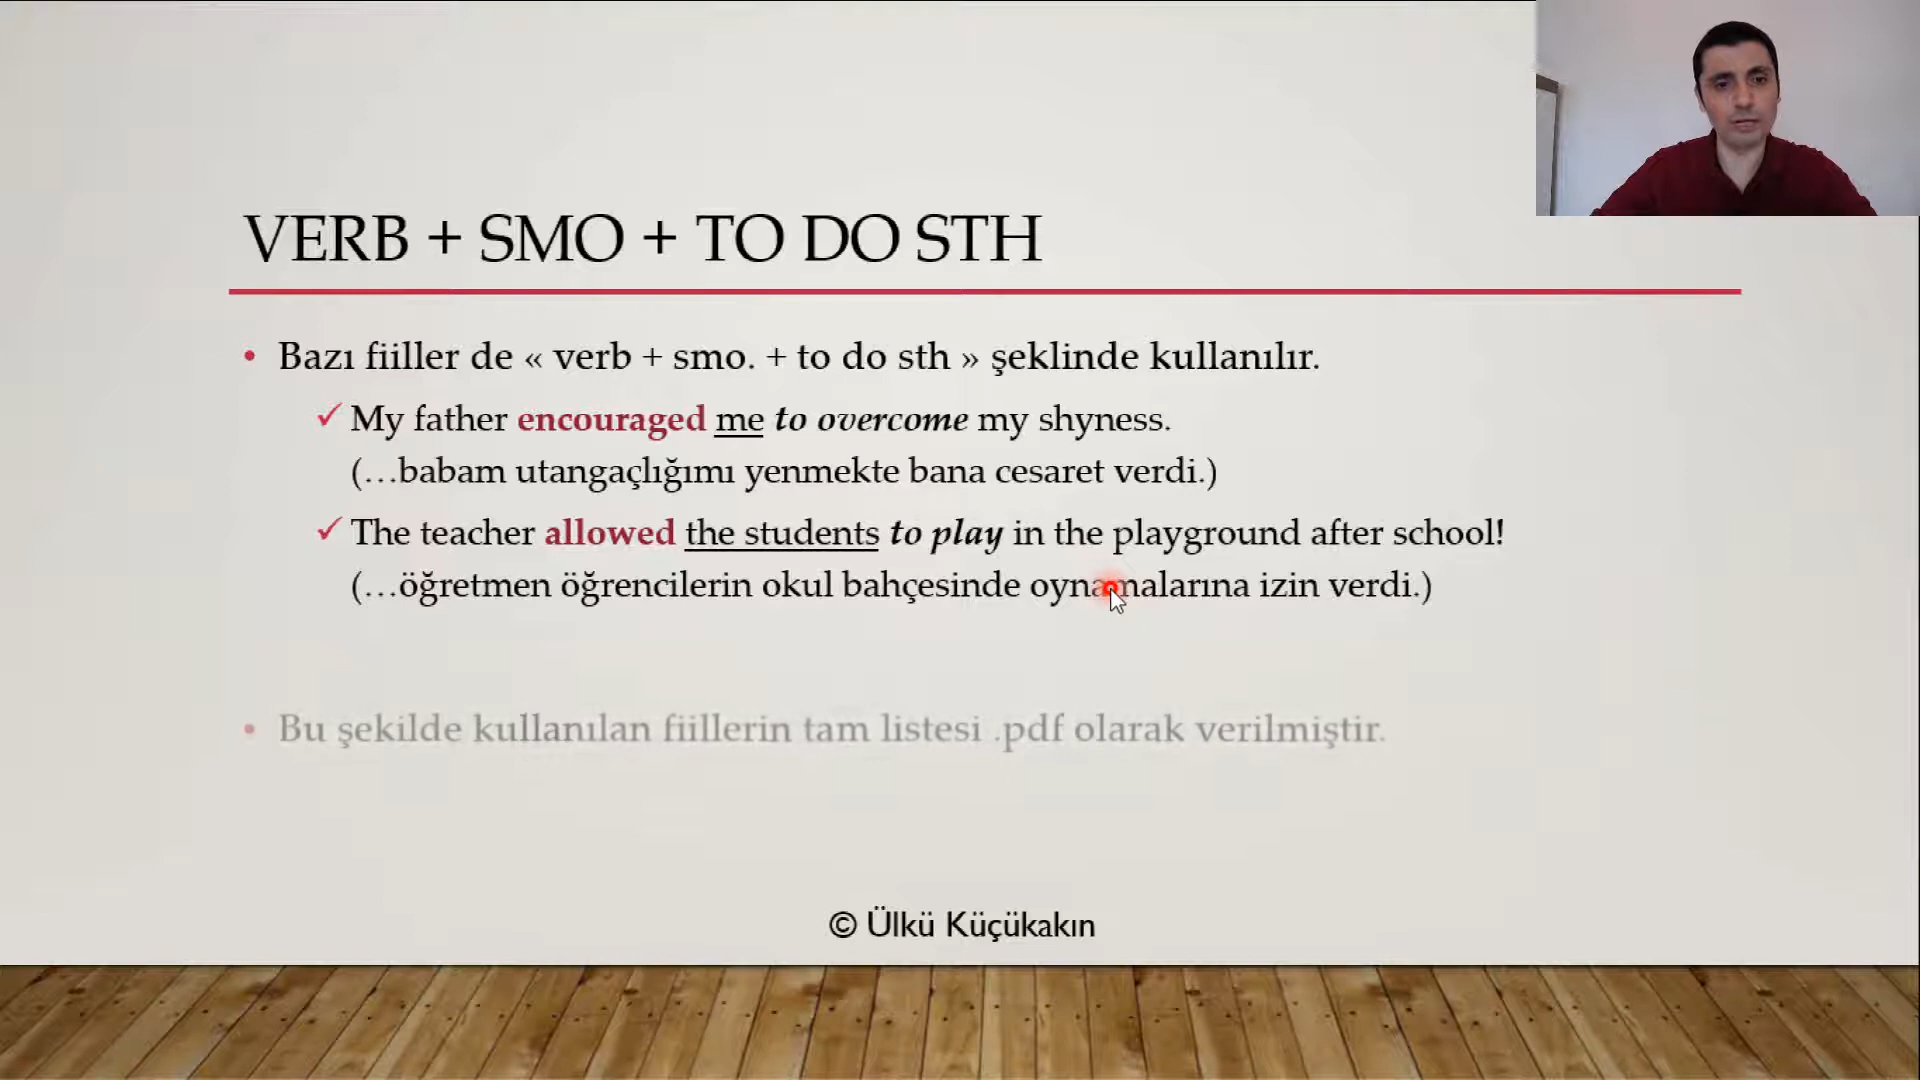 VERB + SMO + TO DO STH
• Bazı fiiller de « verb + smo. + to do sth » şeklinde kullanılır.
✓ My father encouraged me to overcome my shyness.
(…babam utangaçlığımı yenmekte bana cesaret verdi.)
✓ The teacher allowed the students to play in the playground after school!
(…öğretmen öğrencilerin okul bahçesinde oynamalarına izin verdi.)
• Bu şekilde kullanılan fiillerin tam listesi .pdf olarak verilmiştir.
© Ülkü Küçükakın